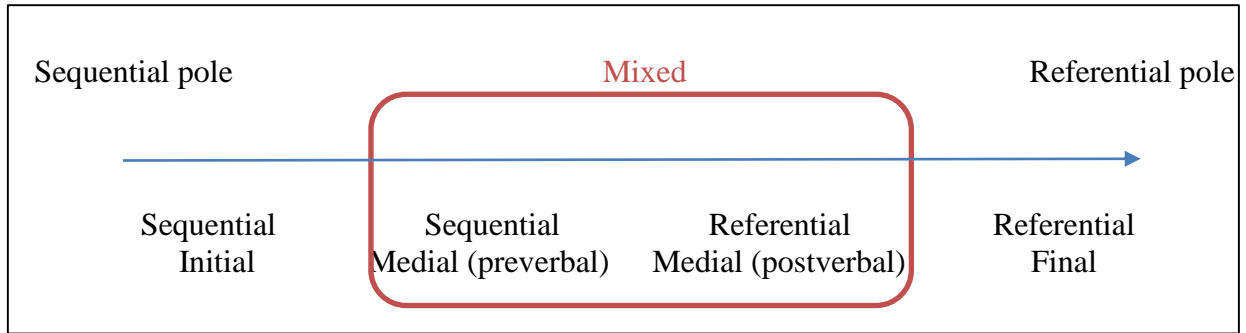 Sequential pole Mixed Referential pole
Sequential Sequential Referential Referential
Initial Medial (preverbal) Medial (postverbal) Final